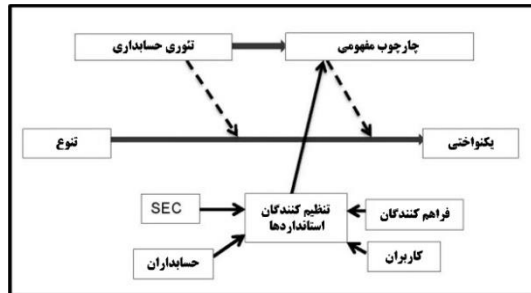 چارچوب مفهومی
تئوری حسابداری
یکنواختی
تنوع
تنظیم کنندگان
استانداردها
SEC
فراهم کنندگان
کاربران
حسابداران